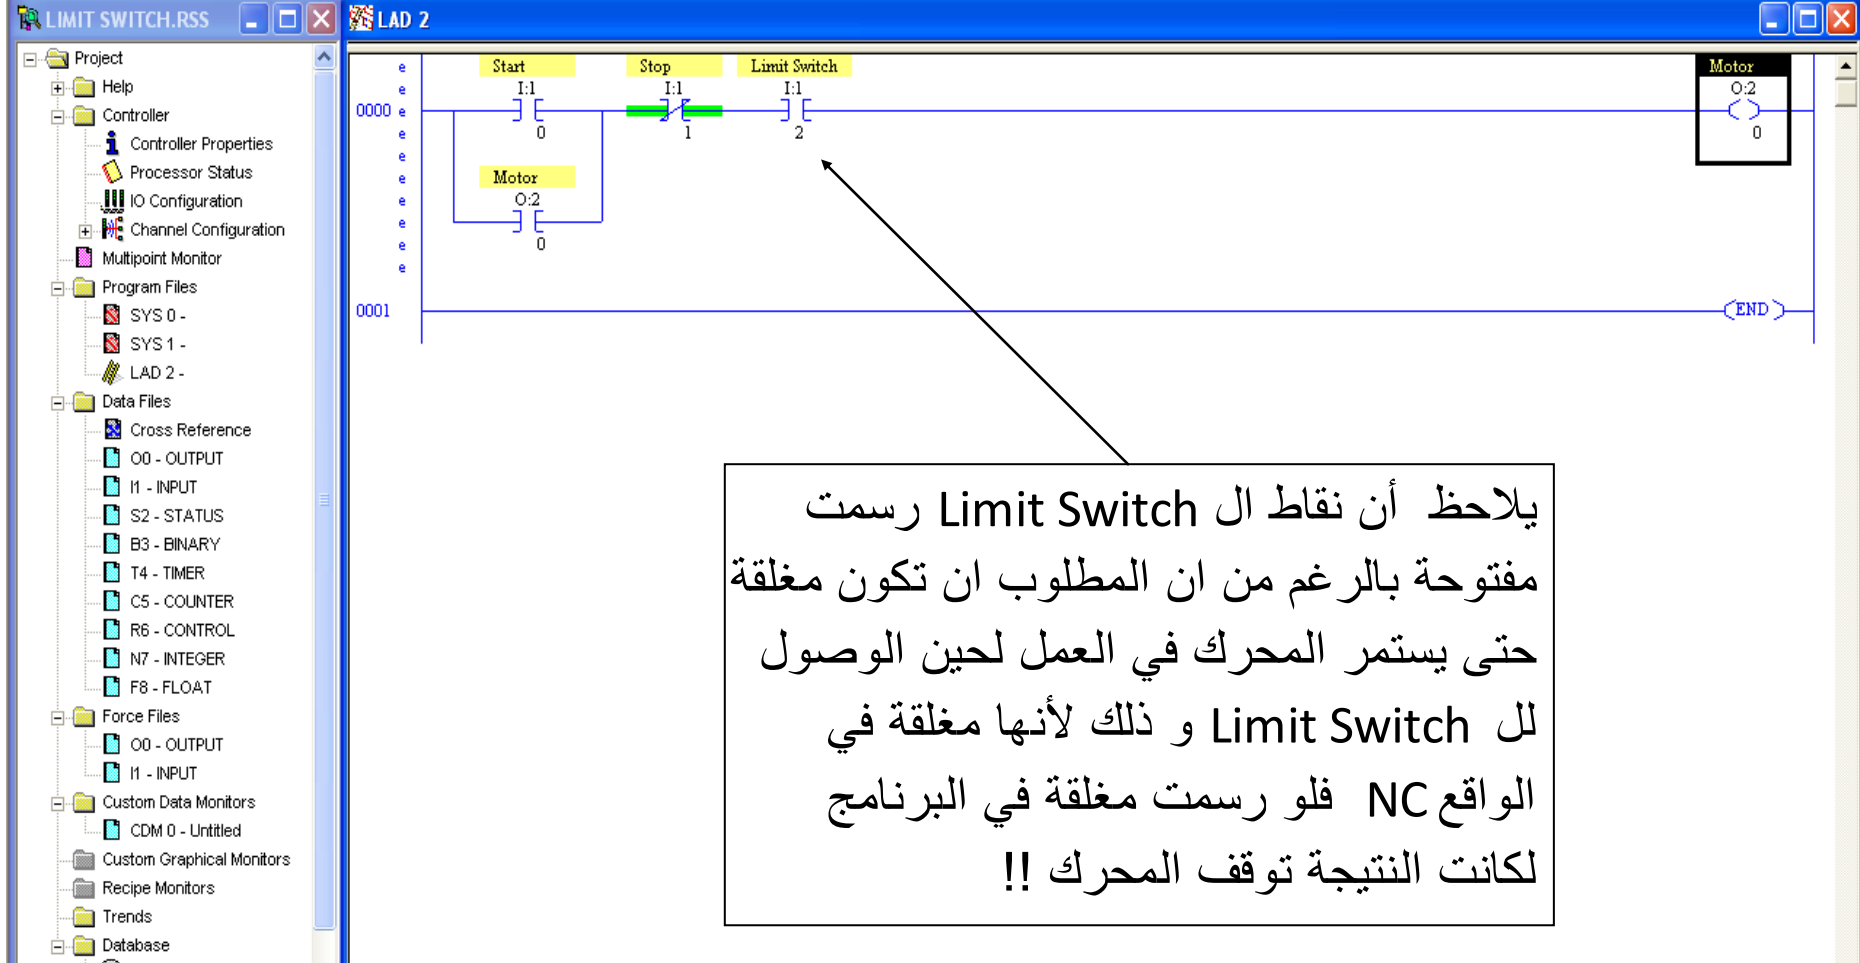 LIMIT SWITCH.RSS
LAD 2
Project
Help
Controller
Controller Properties
Processor Status
IO Configuration
Channel Configuration
Multipoint Monitor
Program Files
SYS 0 -
SYS 1 -
LAD 2 -
Data Files
Cross Reference
O0 - OUTPUT
I1 - INPUT
S2 - STATUS
B3 - BINARY
T4 - TIMER
C5 - COUNTER
R6 - CONTROL
N7 - INTEGER
F8 - FLOAT
Force Files
O0 - OUTPUT
I1 - INPUT
Custom Data Monitors
CDM 0 - Untitled
Custom Graphical Monitors
Recipe Monitors
Trends
Database
e
Start Stop Limit Switch Motor
e
I:1 I:1 I:1 O:2
0000 e
e
0 1 2 0
e
e
Motor
e
O:2
e
e
0
e
0001
END
يلاحظ أن نقاط ال Limit Switch رسمت
مفتوحة بالرغم من ان المطلوب ان تكون مغلقة
حتى يستمر المحرك في العمل لحين الوصول
لل Limit Switch و ذلك لأنها مغلقة في
الواقع NC فلو رسمت مغلقة في البرنامج
لكانت النتيجة توقف المحرك !!